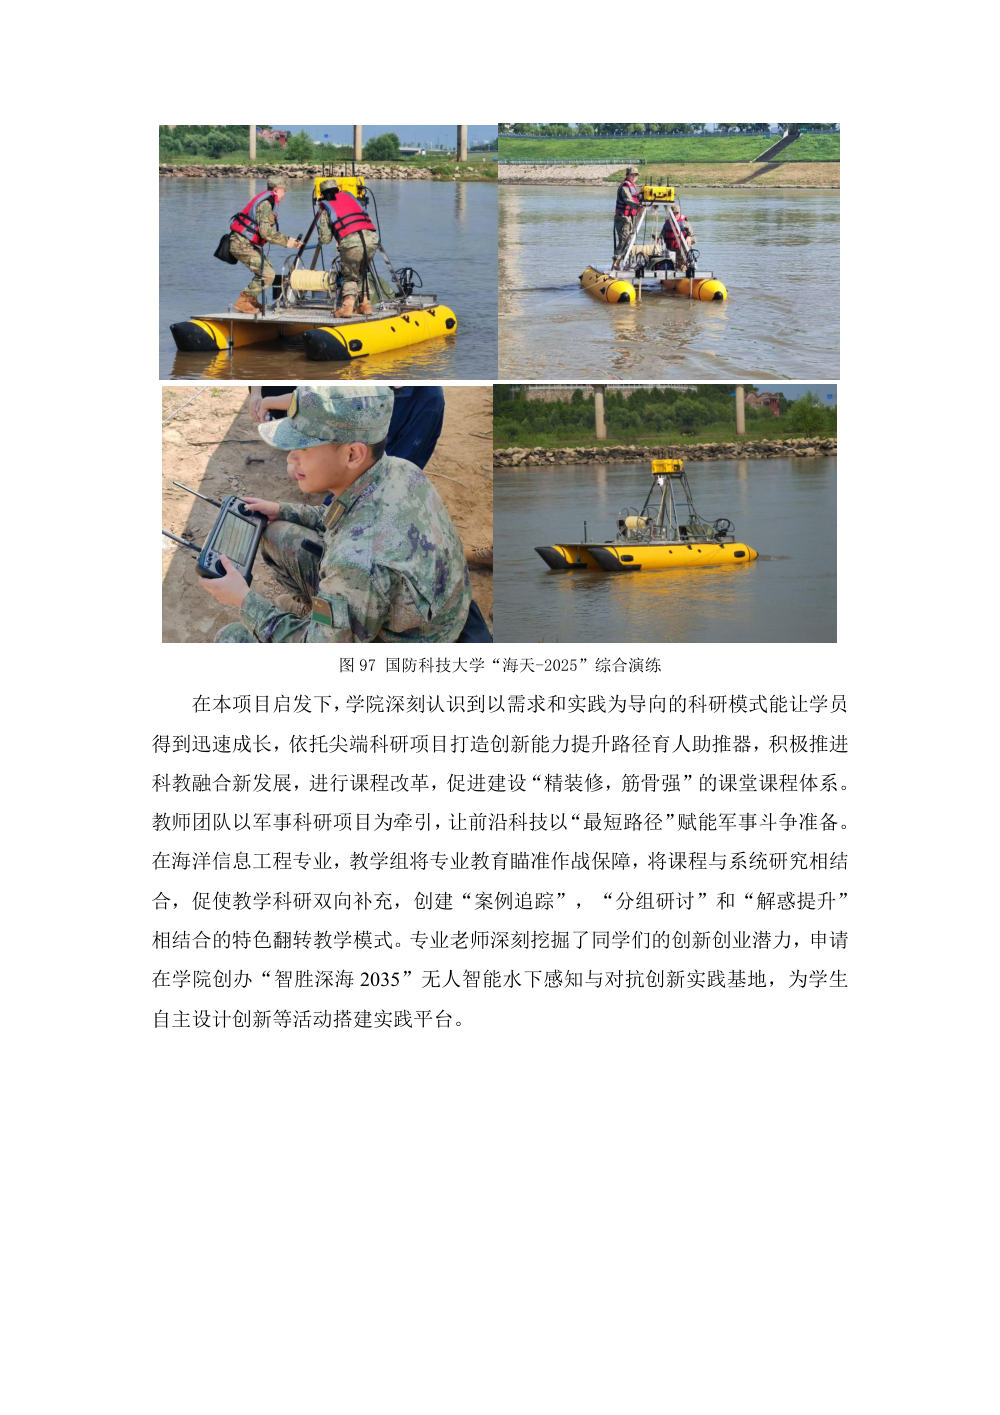 图 97 国防科技大学“海天-2025”综合演练
在本项目启发下，学院深刻认识到以需求和实践为导向的科研模式能让学员
得到迅速成长，依托尖端科研项目打造创新能力提升路径育人助推器，积极推进
科教融合新发展，进行课程改革，促进建设“精装修，筋骨强”的课堂课程体系。
教师团队以军事科研项目为牵引，让前沿科技以“最短路径”赋能军事斗争准备。
在海洋信息工程专业，教学组将专业教育瞄准作战保障，将课程与系统研究相结
合，促使教学科研双向补充，创建“案例追踪”，“分组研讨”和“解惑提升”
相结合的特色翻转教学模式。专业老师深刻挖掘了同学们的创新创业潜力，申请
在学院创办“智胜深海 2035”无人智能水下感知与对抗创新实践基地，为学生
自主设计创新等活动搭建实践平台。